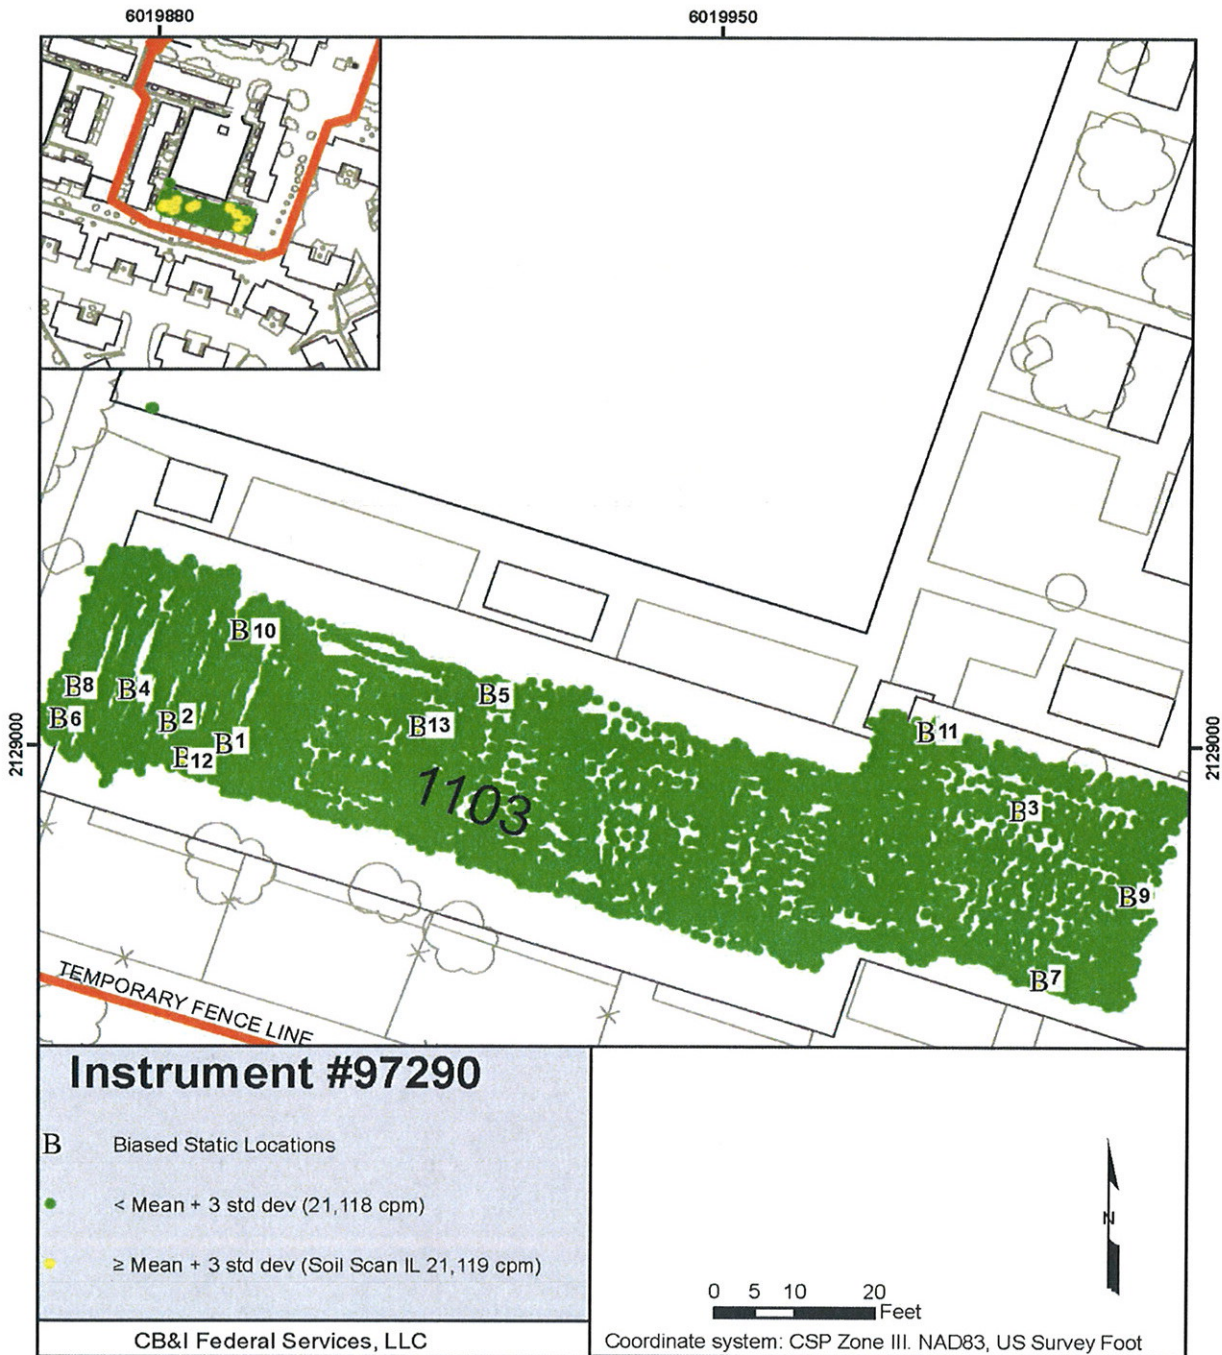 6019880
6019950
B10
B8
B4
B5
B6
B2
B13
B11
2129000
2129000
B1
B12
1103
B3
B9
B7
TEMPORARY FENCE LINE
Instrument #97290
B Biased Static Locations
< Mean + 3 std dev (21,118 cpm)
≥ Mean + 3 std dev (Soil Scan IL 21,119 cpm)
CB&I Federal Services, LLC
N
0 5 10 20
Feet
Coordinate system: CSP Zone III. NAD83, US Survey Foot